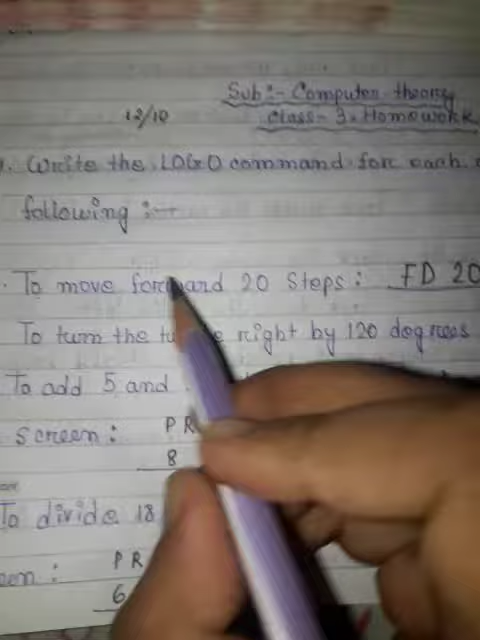 Sub:- Computer theory
12/10
Class- 3. Homework
Write the LOGO command for each
following :-
To move forward 20 Steps : FD 20
To turn the right by 120 degrees
To add 5 and
screen : PR
8
To divide 18
PR
6